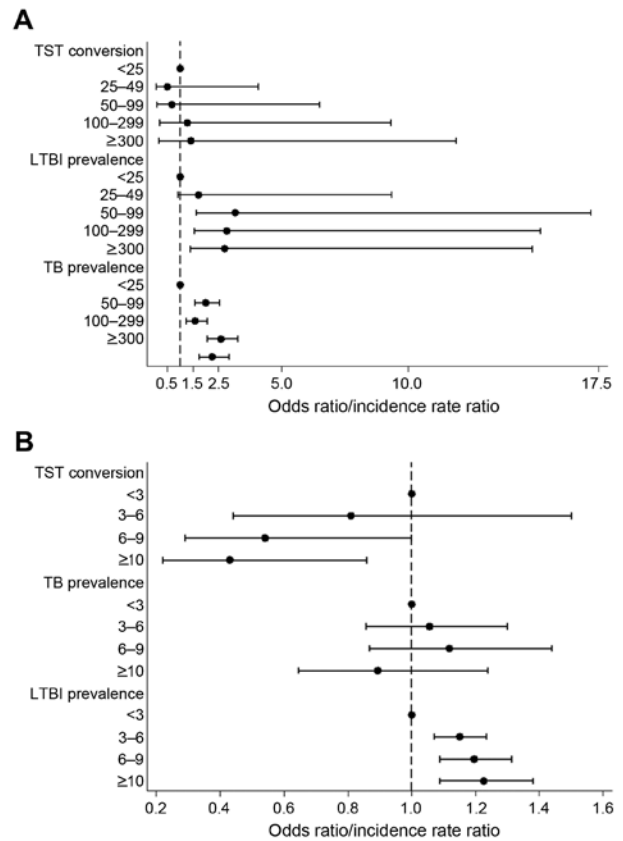 A
TST conversion
<25
25–49
50–99
100–299
≥300
LTBI prevalence
<25
25–49
50–99
100–299
≥300
TB prevalence
<25
50–99
100–299
≥300
0.5 1.5 2.5 5.0 10.0 17.5
Odds ratio/incidence rate ratio
B
TST conversion
<3
3–6
6–9
≥10
TB prevalence
<3
3–6
6–9
≥10
LTBI prevalence
<3
3–6
6–9
≥10
0.2 0.4 0.6 0.8 1.0 1.2 1.4 1.6
Odds ratio/incidence rate ratio